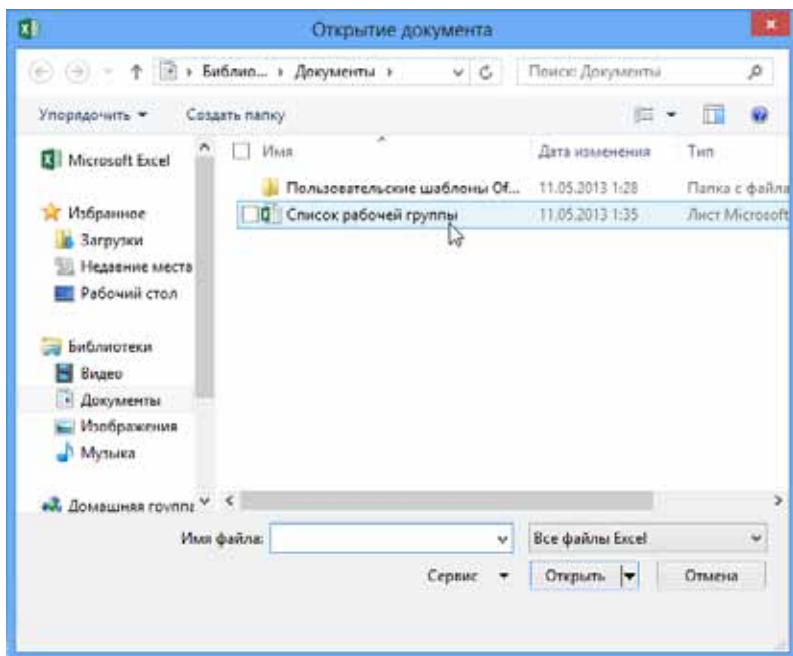 Открытие документа
Библио... Документы Поиск: Документы
Упорядочить Создать папку
Имя Дата изменения Тип
Microsoft Excel
Пользовательские шаблоны Of... 11.05.2013 1:28 Папка с файла
Избранное
Список рабочей группы 11.05.2013 1:35 Лист Microsoft
Загрузки
Недавние места
Рабочий стол
Библиотеки
Видео
Документы
Изображения
Музыка
Домашняя группа
Имя файла: Все файлы Excel
Сервис Открыть Отмена